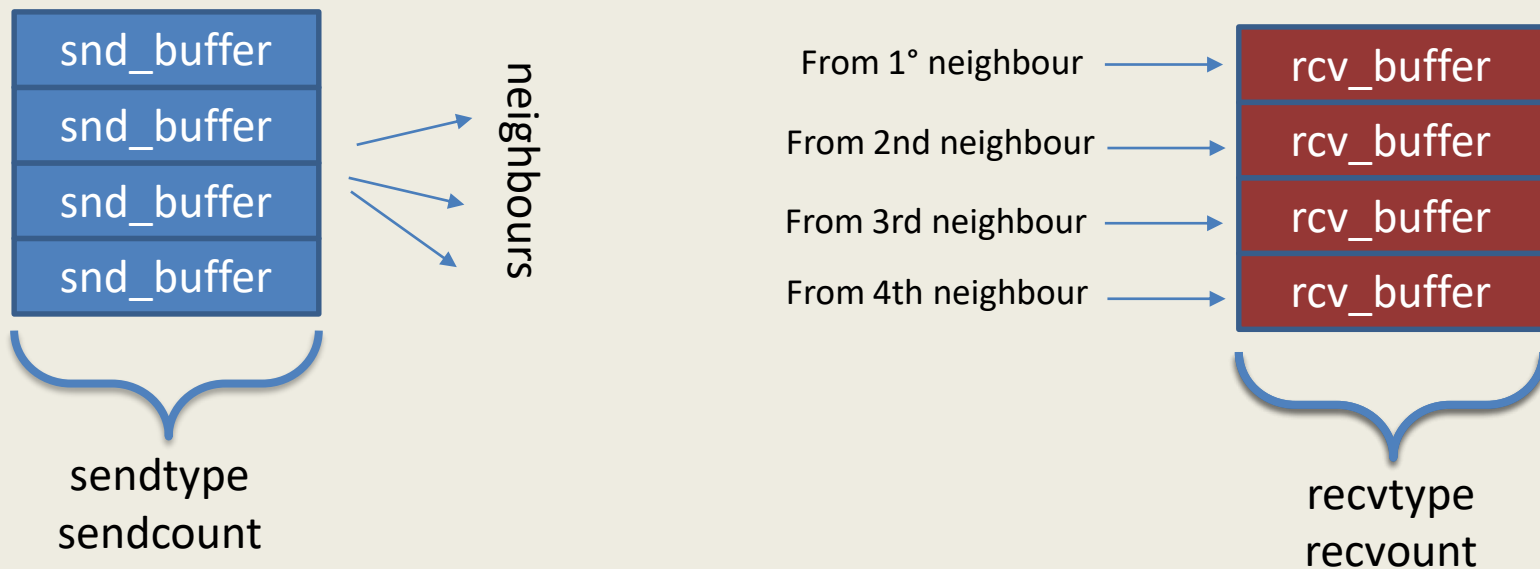 snd_buffer
snd_buffer
snd_buffer
snd_buffer
sendtype
sendcount
neighbours
From 1° neighbour
From 2nd neighbour
From 3rd neighbour
From 4th neighbour
rcv_buffer
rcv_buffer
rcv_buffer
rcv_buffer
recvtype
recvount